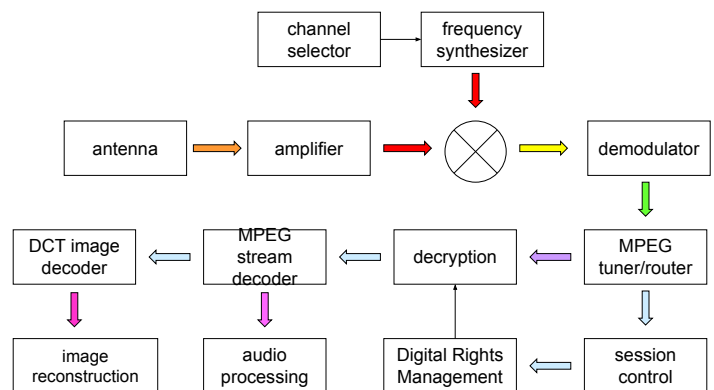 channel
selector
frequency
synthesizer
antenna
amplifier
demodulator
DCT image
decoder
MPEG
stream
decoder
decryption
MPEG
tuner/router
image
reconstruction
audio
processing
Digital Rights
Management
session
control